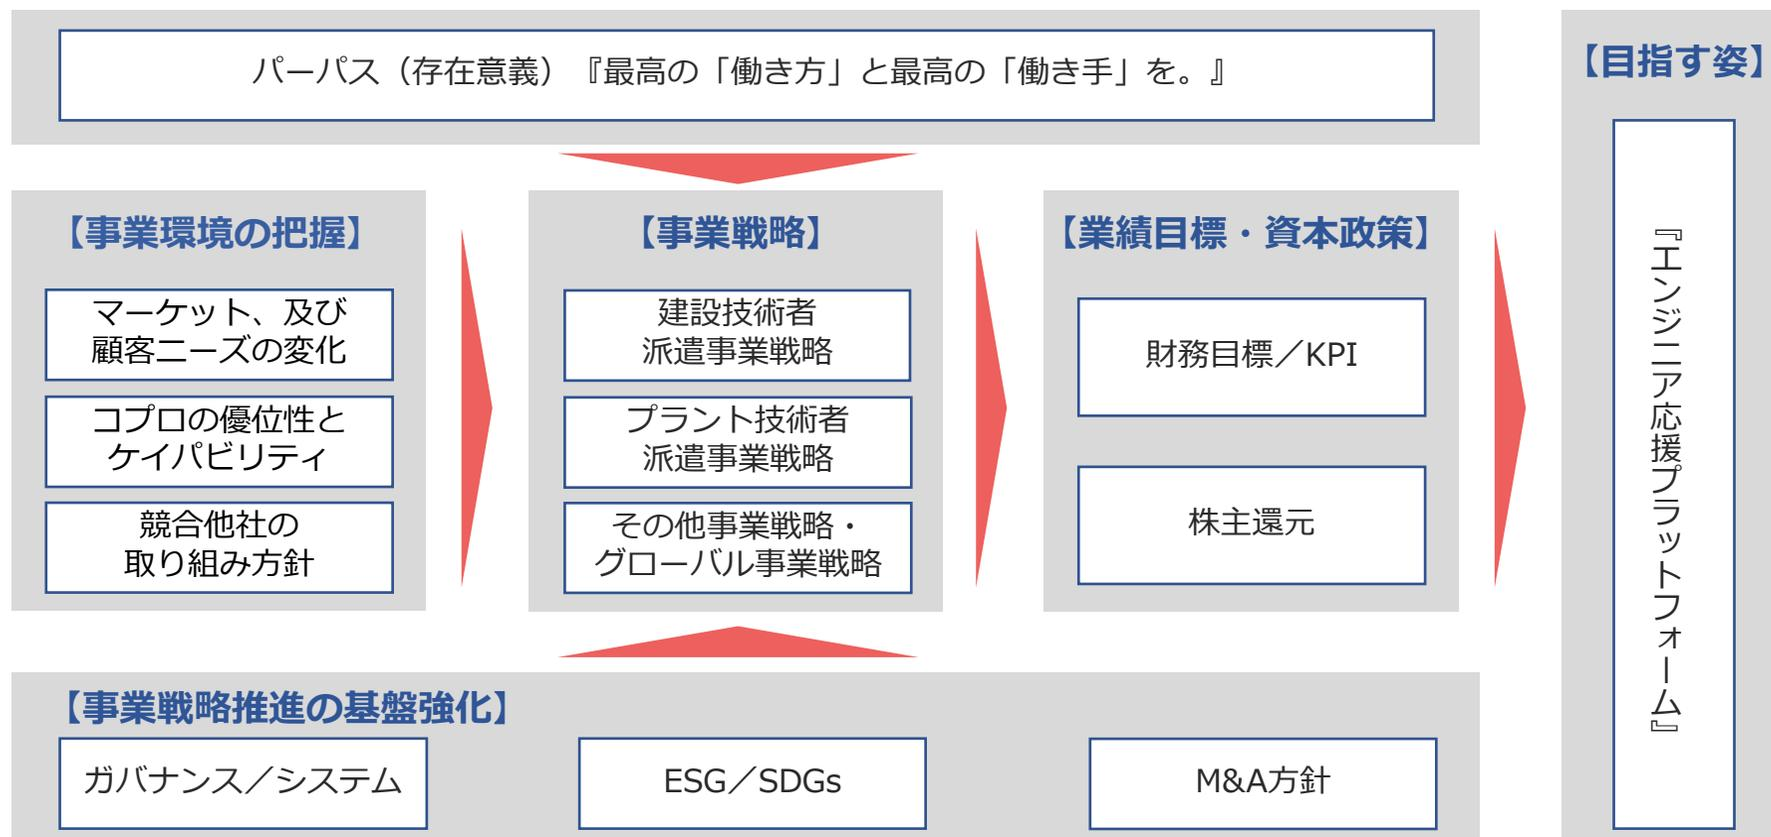 パーパス（存在意義）『最高の「働き方」と最高の「働き手」を。』
【事業環境の把握】
マーケット、及び
顧客ニーズの変化
コプロの優位性と
ケイパビリティ
競合他社の
取り組み方針
【事業戦略】
建設技術者
派遣事業戦略
プラント技術者
派遣事業戦略
その他事業戦略・
グローバル事業戦略
【業績目標・資本政策】
財務目標／KPI
株主還元
【事業戦略推進の基盤強化】
ガバナンス／システム
ESG／SDGs
M&A方針
【目指す姿】
『エンジニア応援プラットフォーム』